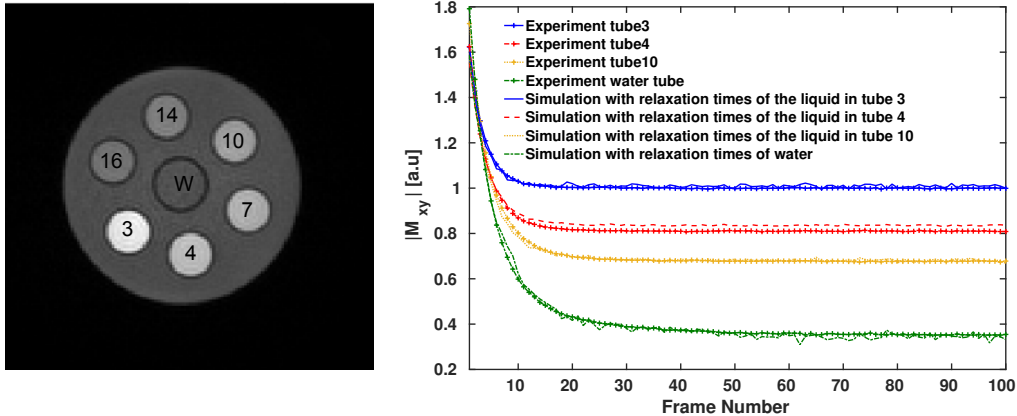 14
10
16
W
7
3
4
1.8
1.6
1.4
1.2
1
0.8
0.6
0.4
0.2
|M xy | [a.u]
Experiment tube3
Experiment tube4
Experiment tube10
Experiment water tube
Simulation with relaxation times of the liquid in tube 3
Simulation with relaxation times of the liquid in tube 4
Simulation with relaxation times of the liquid in tube 10
Simulation with relaxation times of water
10 20 30 40 50 60 70 80 90 100
Frame Number